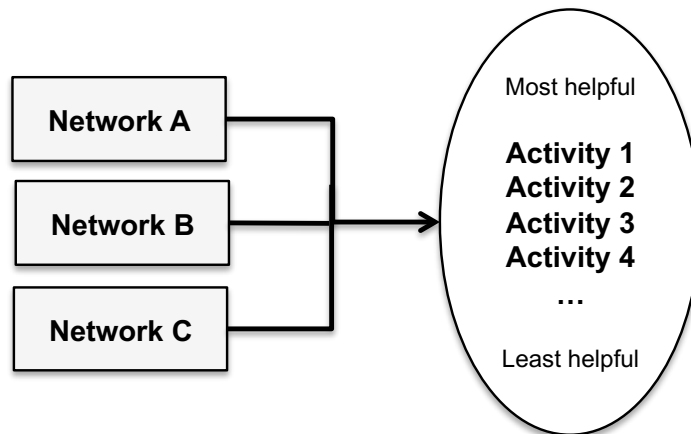 Network A
Network B
Network C
Most helpful
Activity 1
Activity 2
Activity 3
Activity 4
...
Least helpful